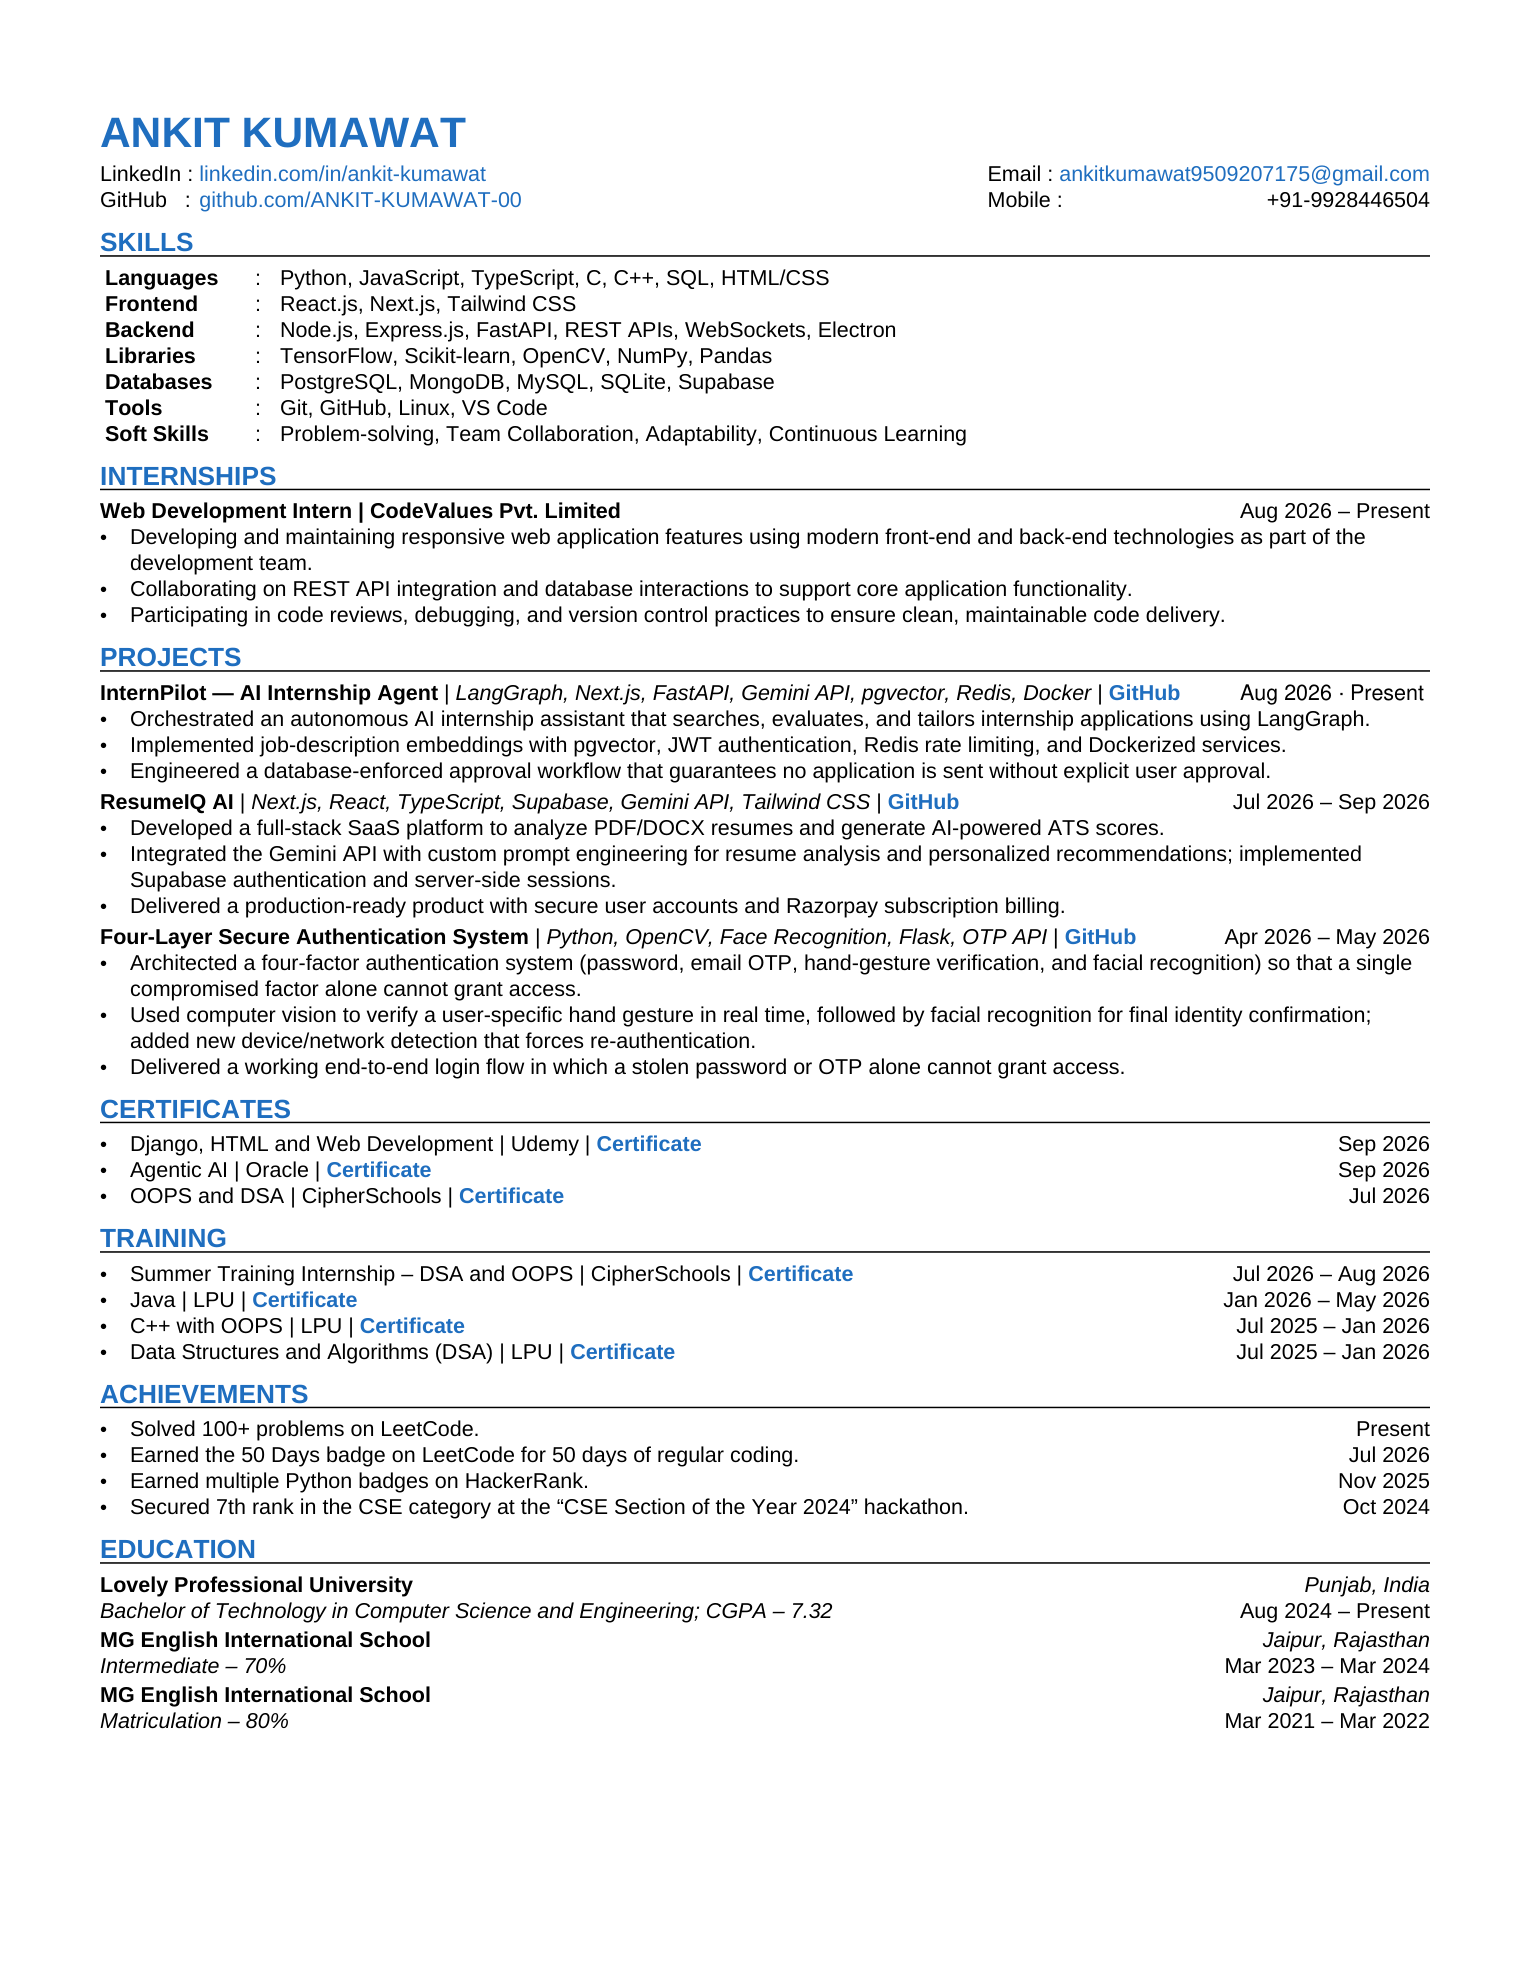 ANKIT KUMAWAT
LinkedIn : linkedin.com/in/ankit-kumawat Email : ankitkumawat9509207175@gmail.com
GitHub : github.com/ANKIT-KUMAWAT-00 Mobile : +91-9928446504
SKILLS
Languages : Python, JavaScript, TypeScript, C, C++, SQL, HTML/CSS
Frontend : React.js, Next.js, Tailwind CSS
Backend : Node.js, Express.js, FastAPI, REST APIs, WebSockets, Electron
Libraries : TensorFlow, Scikit-learn, OpenCV, NumPy, Pandas
Databases : PostgreSQL, MongoDB, MySQL, SQLite, Supabase
Tools : Git, GitHub, Linux, VS Code
Soft Skills : Problem-solving, Team Collaboration, Adaptability, Continuous Learning
INTERNSHIPS
Web Development Intern | CodeValues Pvt. Limited Aug 2026 – Present
• Developing and maintaining responsive web application features using modern front-end and back-end technologies as part of the
development team.
• Collaborating on REST API integration and database interactions to support core application functionality.
• Participating in code reviews, debugging, and version control practices to ensure clean, maintainable code delivery.
PROJECTS
InternPilot — AI Internship Agent | LangGraph, Next.js, FastAPI, Gemini API, pgvector, Redis, Docker | GitHub Aug 2026 · Present
• Orchestrated an autonomous AI internship assistant that searches, evaluates, and tailors internship applications using LangGraph.
• Implemented job-description embeddings with pgvector, JWT authentication, Redis rate limiting, and Dockerized services.
• Engineered a database-enforced approval workflow that guarantees no application is sent without explicit user approval.
ResumeIQ AI | Next.js, React, TypeScript, Supabase, Gemini API, Tailwind CSS | GitHub Jul 2026 – Sep 2026
• Developed a full-stack SaaS platform to analyze PDF/DOCX resumes and generate AI-powered ATS scores.
• Integrated the Gemini API with custom prompt engineering for resume analysis and personalized recommendations; implemented
Supabase authentication and server-side sessions.
• Delivered a production-ready product with secure user accounts and Razorpay subscription billing.
Four-Layer Secure Authentication System | Python, OpenCV, Face Recognition, Flask, OTP API | GitHub Apr 2026 – May 2026
• Architected a four-factor authentication system (password, email OTP, hand-gesture verification, and facial recognition) so that a single
compromised factor alone cannot grant access.
• Used computer vision to verify a user-specific hand gesture in real time, followed by facial recognition for final identity confirmation;
added new device/network detection that forces re-authentication.
• Delivered a working end-to-end login flow in which a stolen password or OTP alone cannot grant access.
CERTIFICATES
• Django, HTML and Web Development | Udemy | Certificate Sep 2026
• Agentic AI | Oracle | Certificate Sep 2026
• OOPS and DSA | CipherSchools | Certificate Jul 2026
TRAINING
• Summer Training Internship – DSA and OOPS | CipherSchools | Certificate Jul 2026 – Aug 2026
• Java | LPU | Certificate Jan 2026 – May 2026
• C++ with OOPS | LPU | Certificate Jul 2025 – Jan 2026
• Data Structures and Algorithms (DSA) | LPU | Certificate Jul 2025 – Jan 2026
ACHIEVEMENTS
• Solved 100+ problems on LeetCode. Present
• Earned the 50 Days badge on LeetCode for 50 days of regular coding. Jul 2026
• Earned multiple Python badges on HackerRank. Nov 2025
• Secured 7th rank in the CSE category at the “CSE Section of the Year 2024” hackathon. Oct 2024
EDUCATION
Lovely Professional University Punjab, India
Bachelor of Technology in Computer Science and Engineering; CGPA – 7.32 Aug 2024 – Present
MG English International School Jaipur, Rajasthan
Intermediate – 70% Mar 2023 – Mar 2024
MG English International School Jaipur, Rajasthan
Matriculation – 80% Mar 2021 – Mar 2022